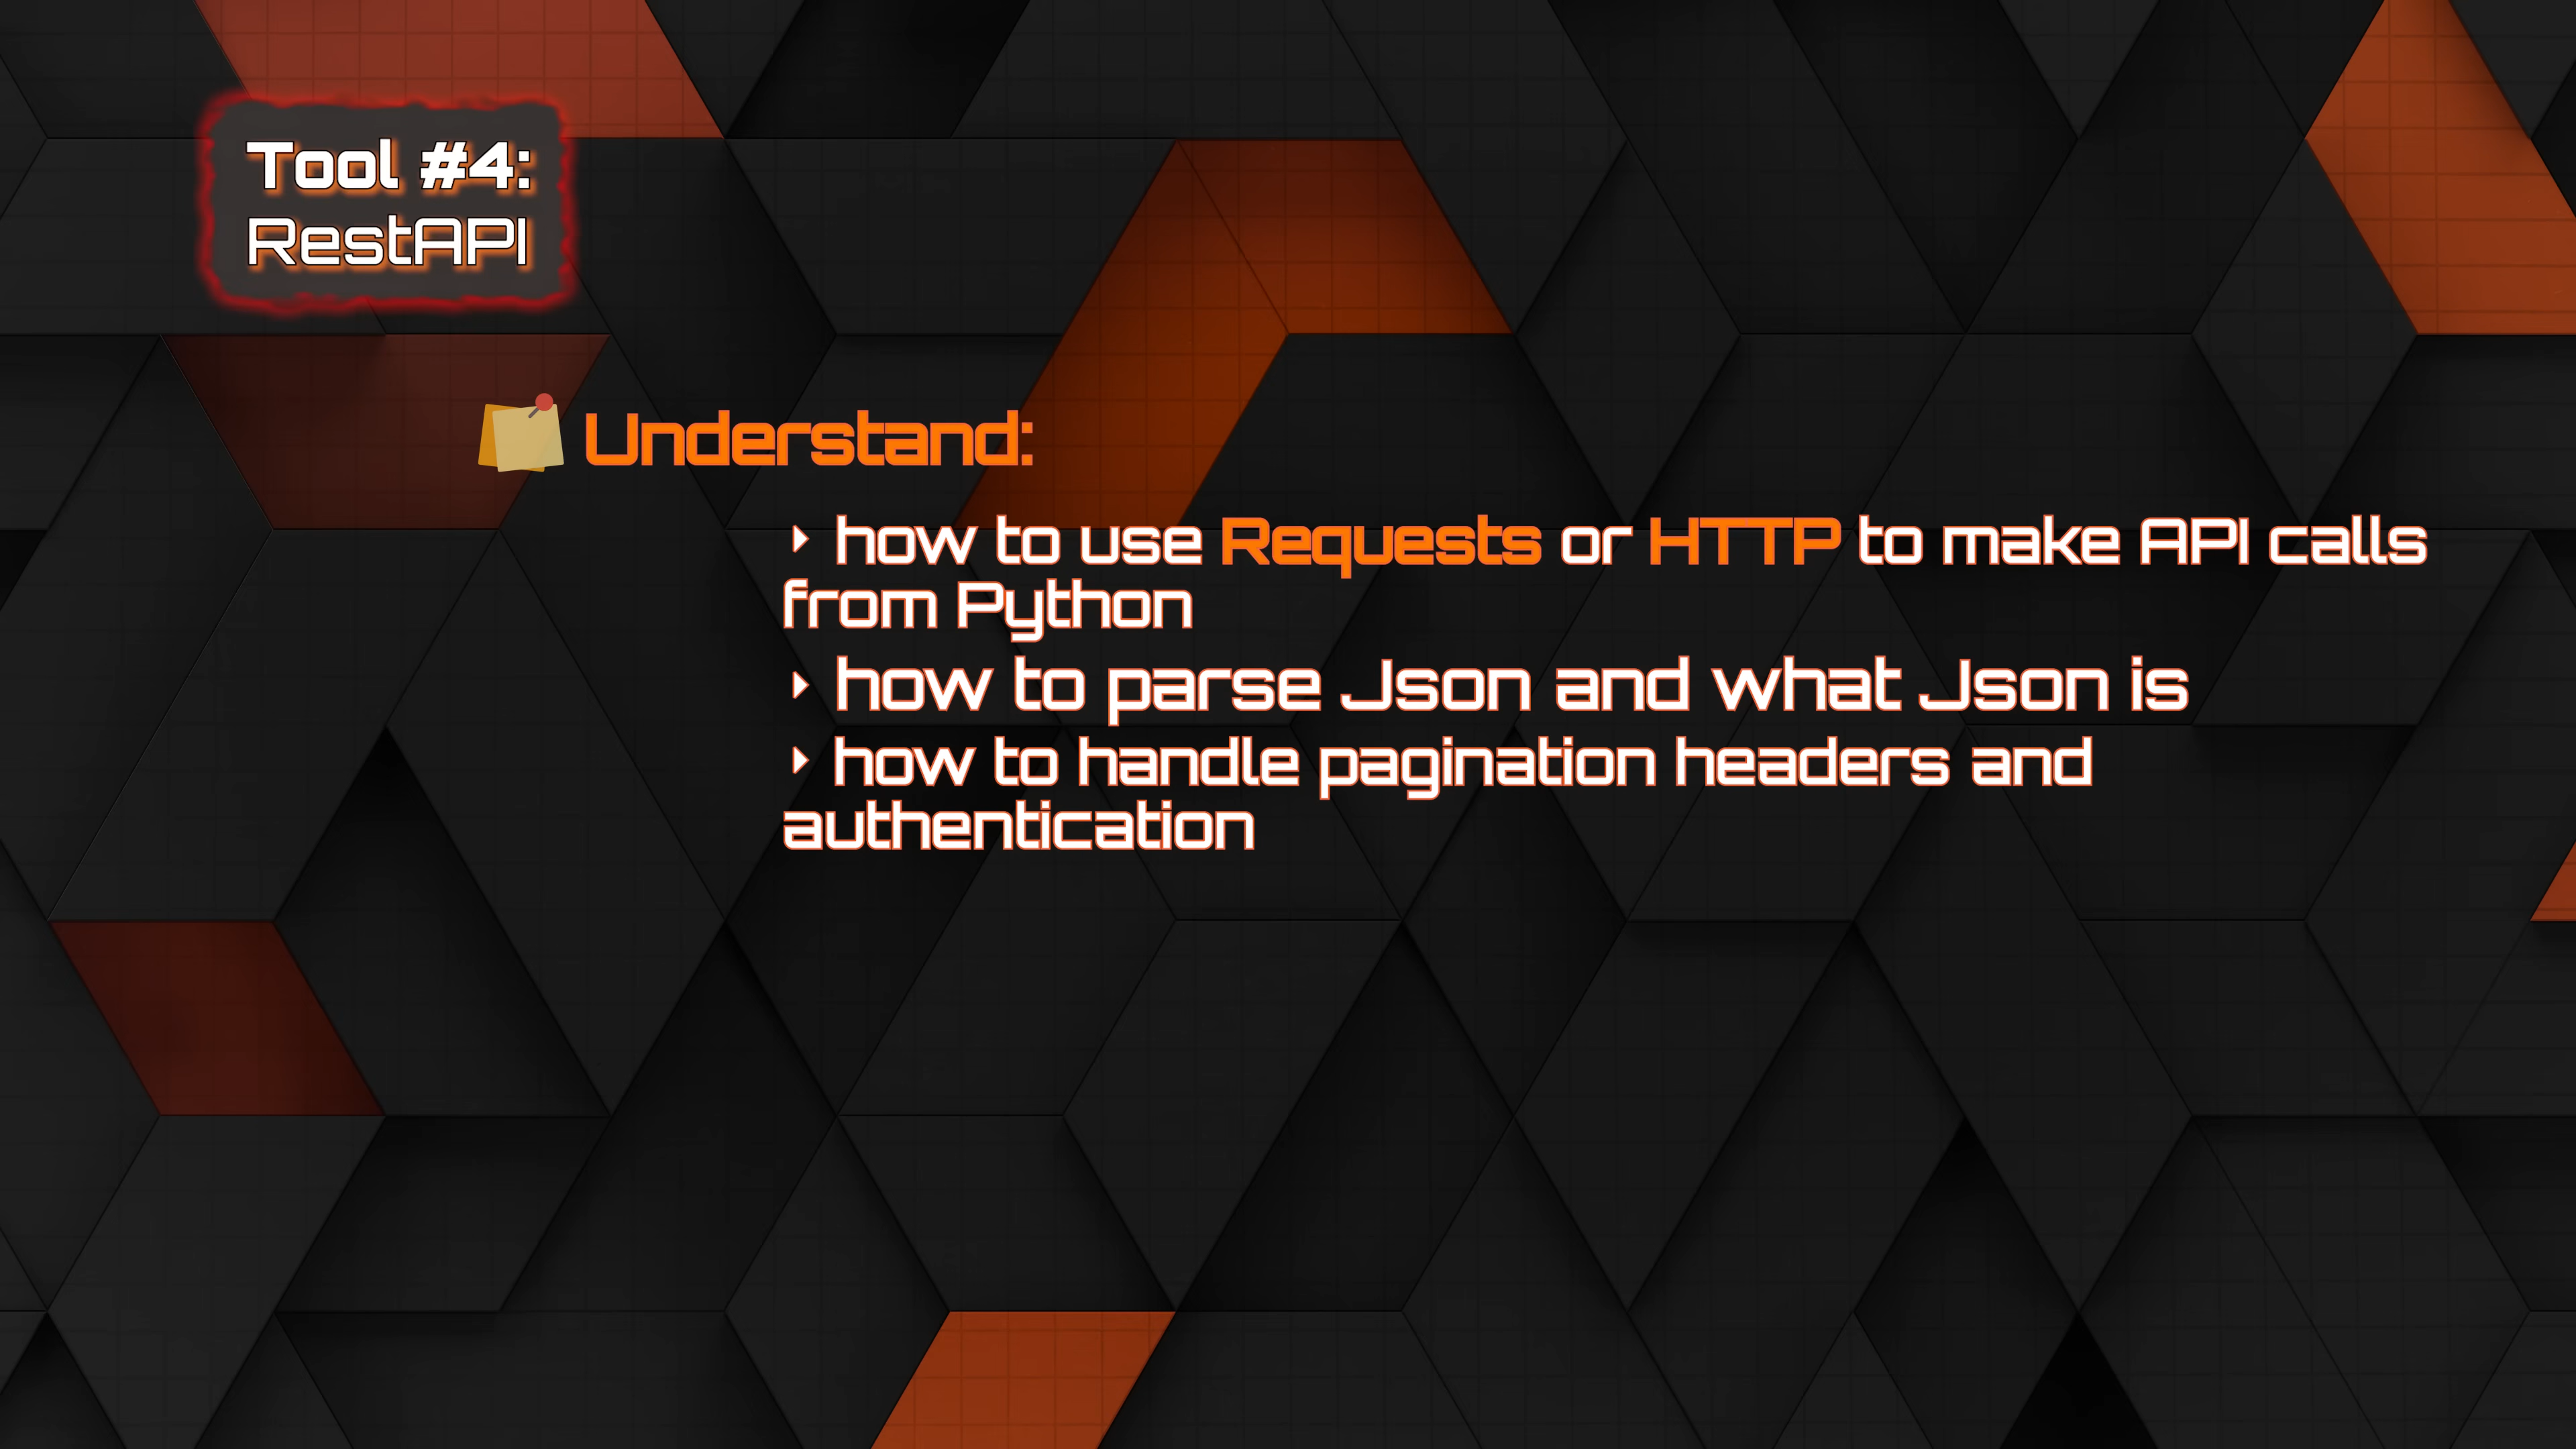 Tool #4:
RestAPI
Understand:
‣ how to use Requests or HTTP to make API calls
from Python
‣ how to parse Json and what Json is
‣ how to handle pagination headers and
authentication